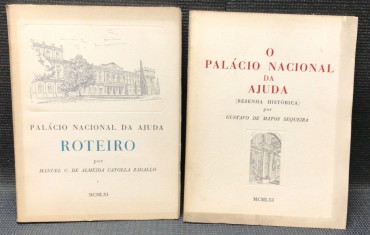 PALÁCIO NACIONAL DA AJUDA
ROTEIRO
por
MANUEL C. DE ALMEIDA CAYOLLA ZAGALLO
MCMLXI
O
PALÁCIO NACIONAL
DA
AJUDA
(RESENHA HISTÓRICA)
por
GUSTAVO DE MATOS SEQUEIRA
MCMLXI